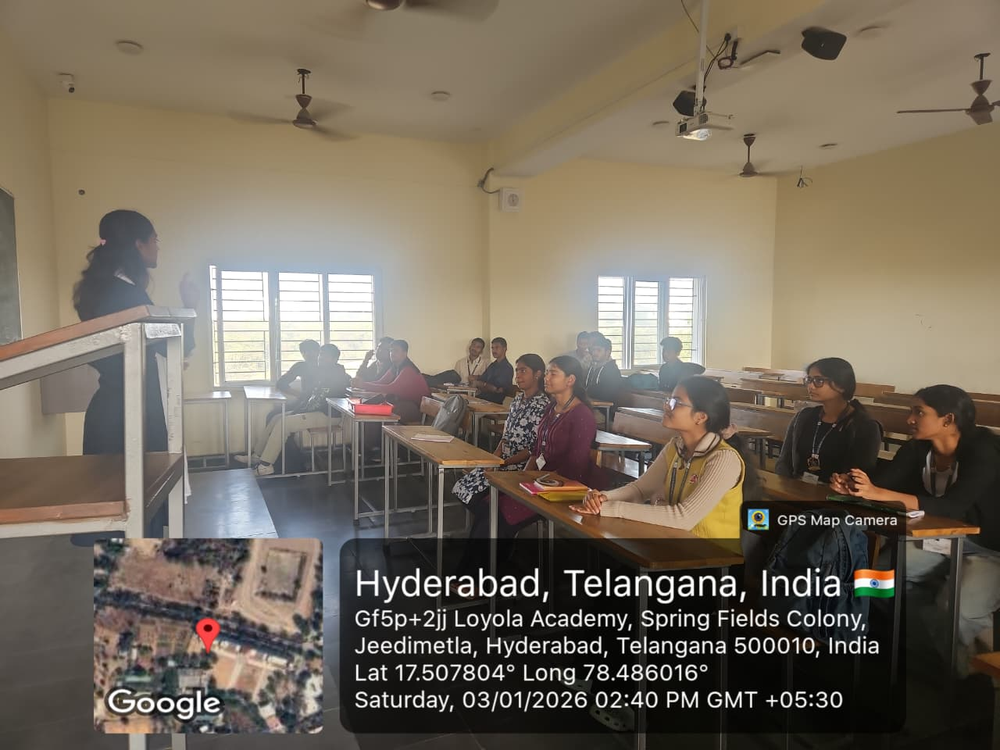 GPS Map Camera
Hyderabad, Telangana, India
Gf5p+2jj Loyola Academy, Spring Fields Colony,
Jeedimetla, Hyderabad, Telangana 500010, India
Lat 17.507804° Long 78.486016°
Saturday, 03/01/2026 02:40 PM GMT +05:30
Google